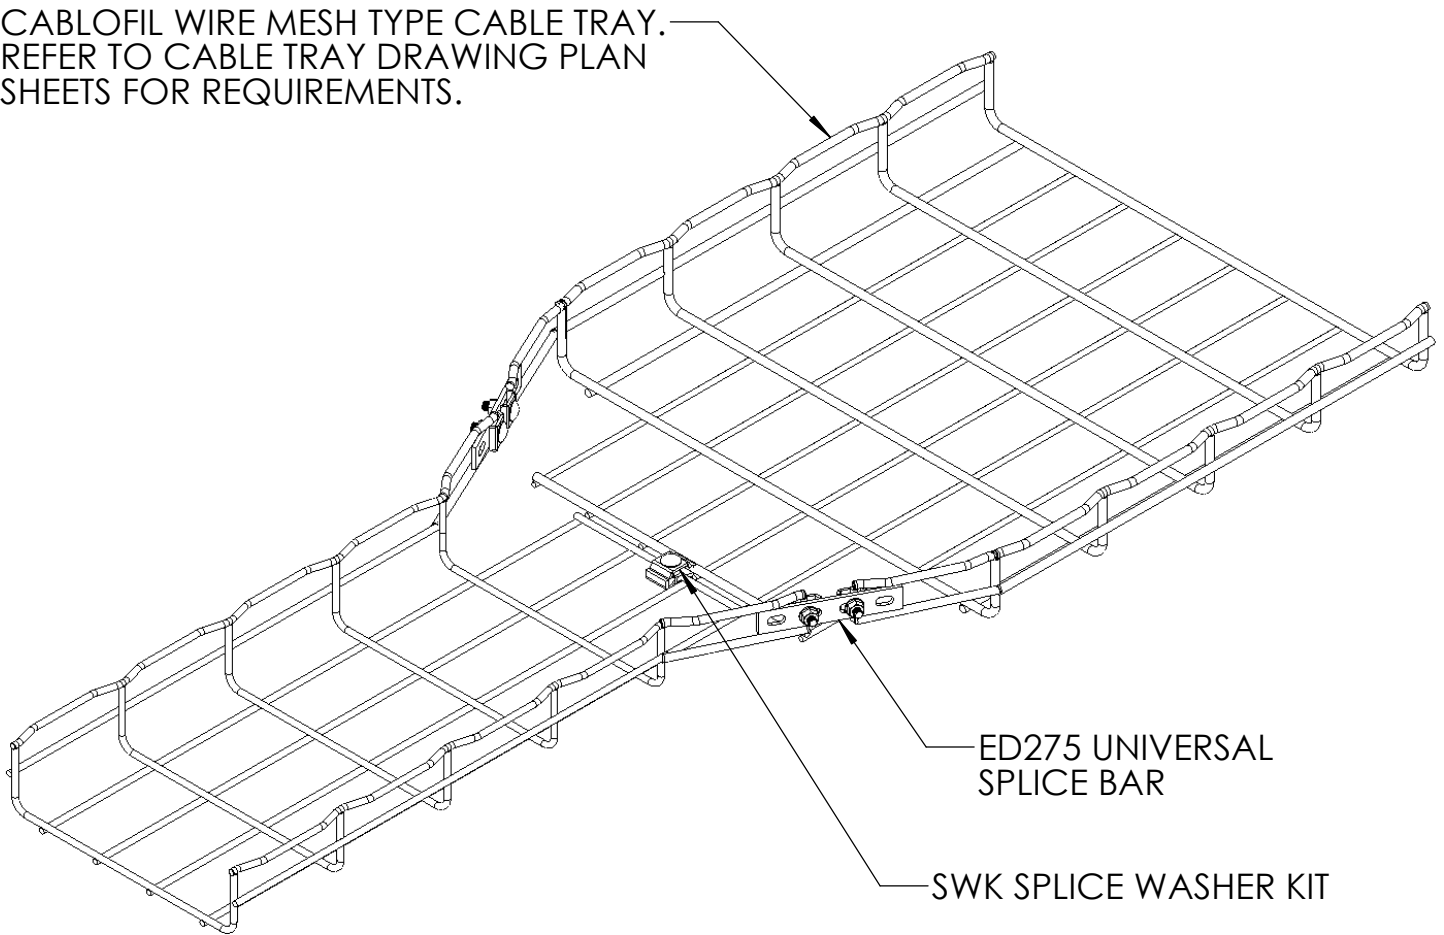 CABLOFIL WIRE MESH TYPE CABLE TRAY.
REFER TO CABLE TRAY DRAWING PLAN
SHEETS FOR REQUIREMENTS.
ED275 UNIVERSAL
SPLICE BAR
SWK SPLICE WASHER KIT